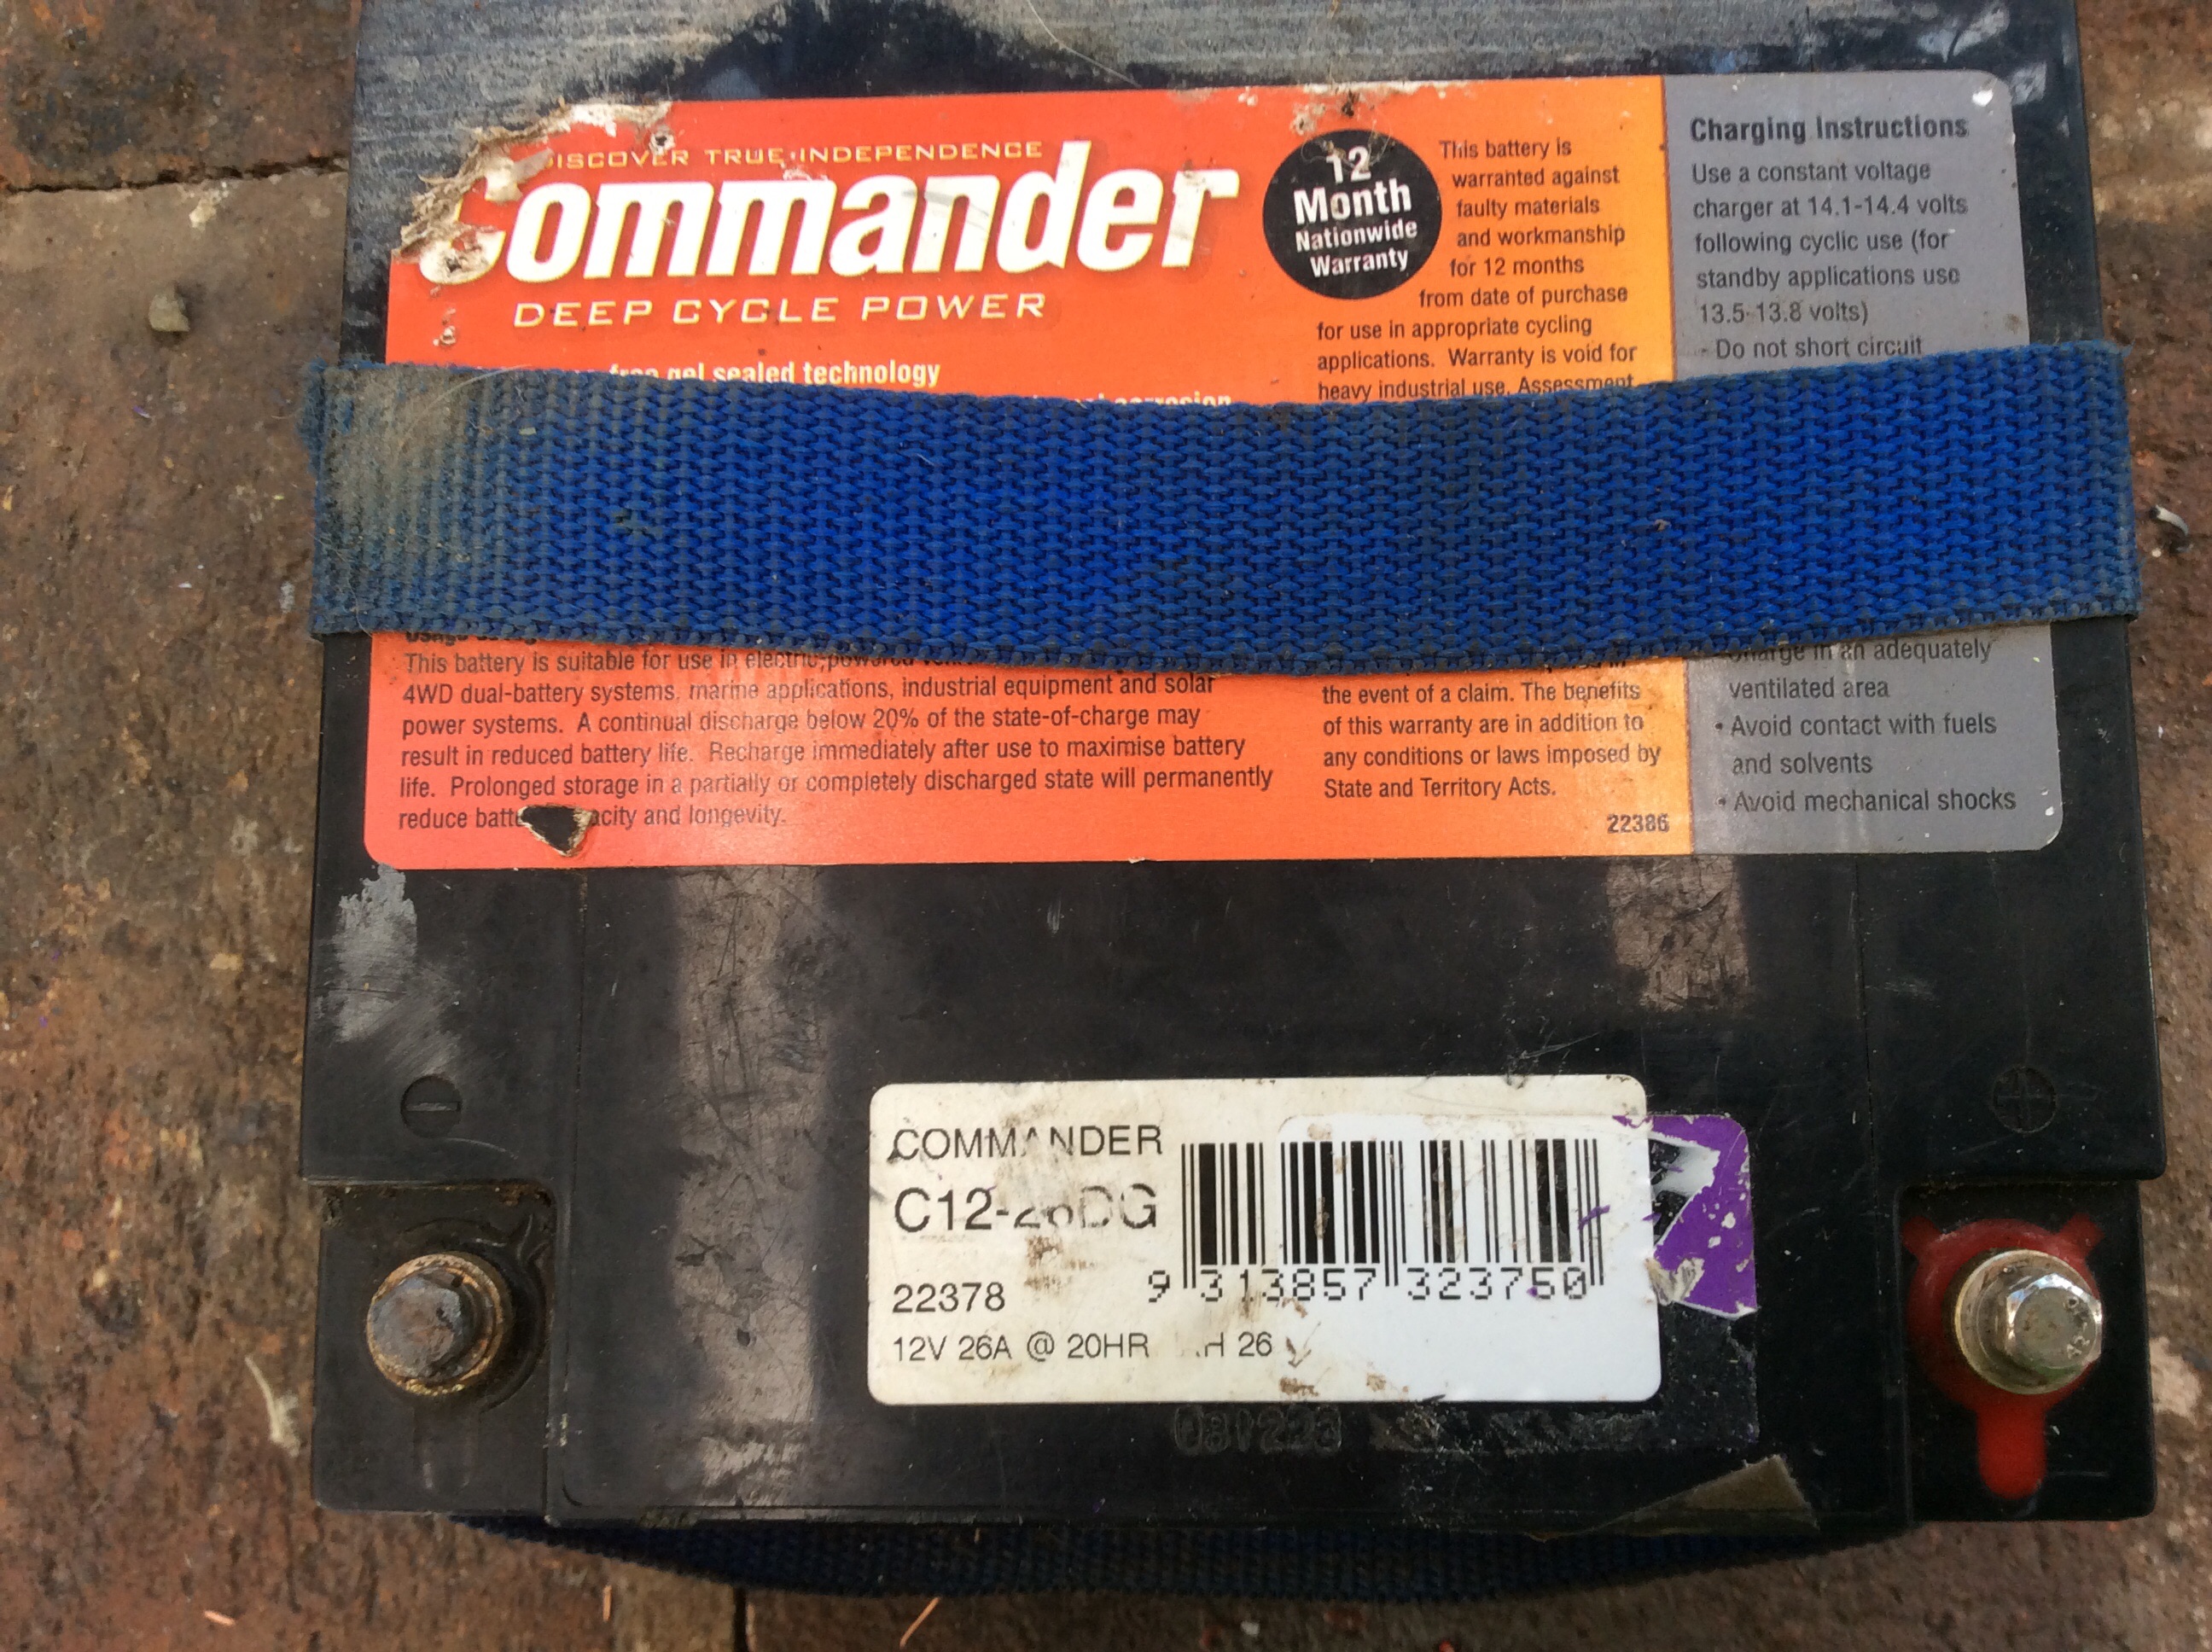 DISCOVER TRUE INDEPENDENCE
Commander
DEEP CYCLE POWER
free gel sealed technology
corrosion
12
Month
Nationwide
Warranty
This battery is
warranted against
faulty materials
and workmanship
for 12 months
from date of purchase
for use in appropriate cycling
applications. Warranty is void for
heavy industrial use. Assessment
Charging Instructions
Use a constant voltage
charger at 14.1-14.4 volts
following cyclic use (for
standby applications use
13.5-13.8 volts)
- Do not short circuit
This battery is suitable for use in electric powered
4WD dual-battery systems, marine applications, industrial equipment and solar
power systems. A continual discharge below 20% of the state-of-charge may
result in reduced battery life. Recharge immediately after use to maximise battery
life. Prolonged storage in a partially or completely discharged state will permanently
reduce and longevity.
the event of a claim. The benefits
of this warranty are in addition to
any conditions or laws imposed by
State and Territory Acts.
22386
Charge in an adequately
ventilated area
• Avoid contact with fuels
and solvents
• Avoid mechanical shocks
COMMANDER
C12-26DG
22378
12V 26A @ 20HR 26
9 313857 323750